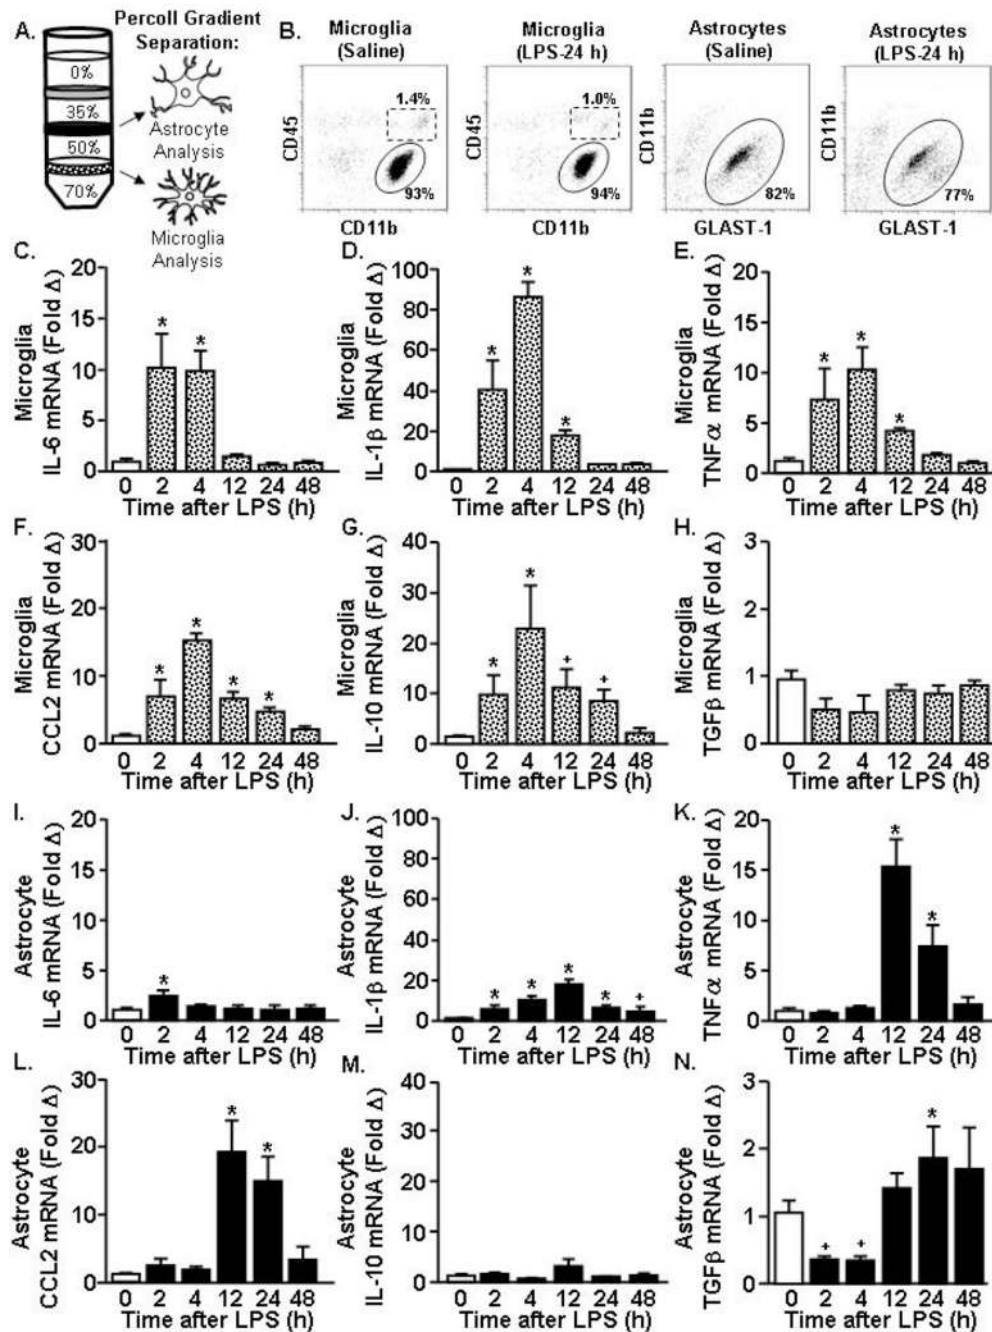 A.
Percoll Gradient
Separation:
0%
35%
50%
70%
Astrocyte
Analysis
Microglia
Analysis
B.
Microglia
(Saline)
Microglia
(LPS-24 h)
Astrocytes
(Saline)
Astrocytes
(LPS-24 h)
CD45
1.4%
93%
CD11b
CD45
1.0%
94%
CD11b
CD11b
82%
GLAST-1
CD11b
77%
GLAST-1
C.
Microglia
IL-6 mRNA (Fold Δ)
20
15
10
5
0
* *
0 2 4 12 24 48
Time after LPS (h)
D.
Microglia
IL-1β mRNA (Fold Δ)
100
80
60
40
20
0
* * *
0 2 4 12 24 48
Time after LPS (h)
E.
Microglia
TNFα mRNA (Fold Δ)
20
15
10
5
0
* * *
0 2 4 12 24 48
Time after LPS (h)
F.
Microglia
CCL2 mRNA (Fold Δ)
30
20
10
0
* * * *
0 2 4 12 24 48
Time after LPS (h)
G.
Microglia
IL-10 mRNA (Fold Δ)
40
30
20
10
0
* * + +
0 2 4 12 24 48
Time after LPS (h)
H.
Microglia
TGFβ mRNA (Fold Δ)
3
2
1
0
0 2 4 12 24 48
Time after LPS (h)
I.
Astrocyte
IL-6 mRNA (Fold Δ)
20
15
10
5
0
*
0 2 4 12 24 48
Time after LPS (h)
J.
Astrocyte
IL-1β mRNA (Fold Δ)
100
80
60
40
20
0
* * * * +
0 2 4 12 24 48
Time after LPS (h)
K.
Astrocyte
TNFα mRNA (Fold Δ)
20
15
10
5
0
* *
0 2 4 12 24 48
Time after LPS (h)
L.
Astrocyte
CCL2 mRNA (Fold Δ)
30
20
10
0
* *
0 2 4 12 24 48
Time after LPS (h)
M.
Astrocyte
IL-10 mRNA (Fold Δ)
40
30
20
10
0
0 2 4 12 24 48
Time after LPS (h)
N.
Astrocyte
TGFβ mRNA (Fold Δ)
3
2
1
0
+ + *
0 2 4 12 24 48
Time after LPS (h)